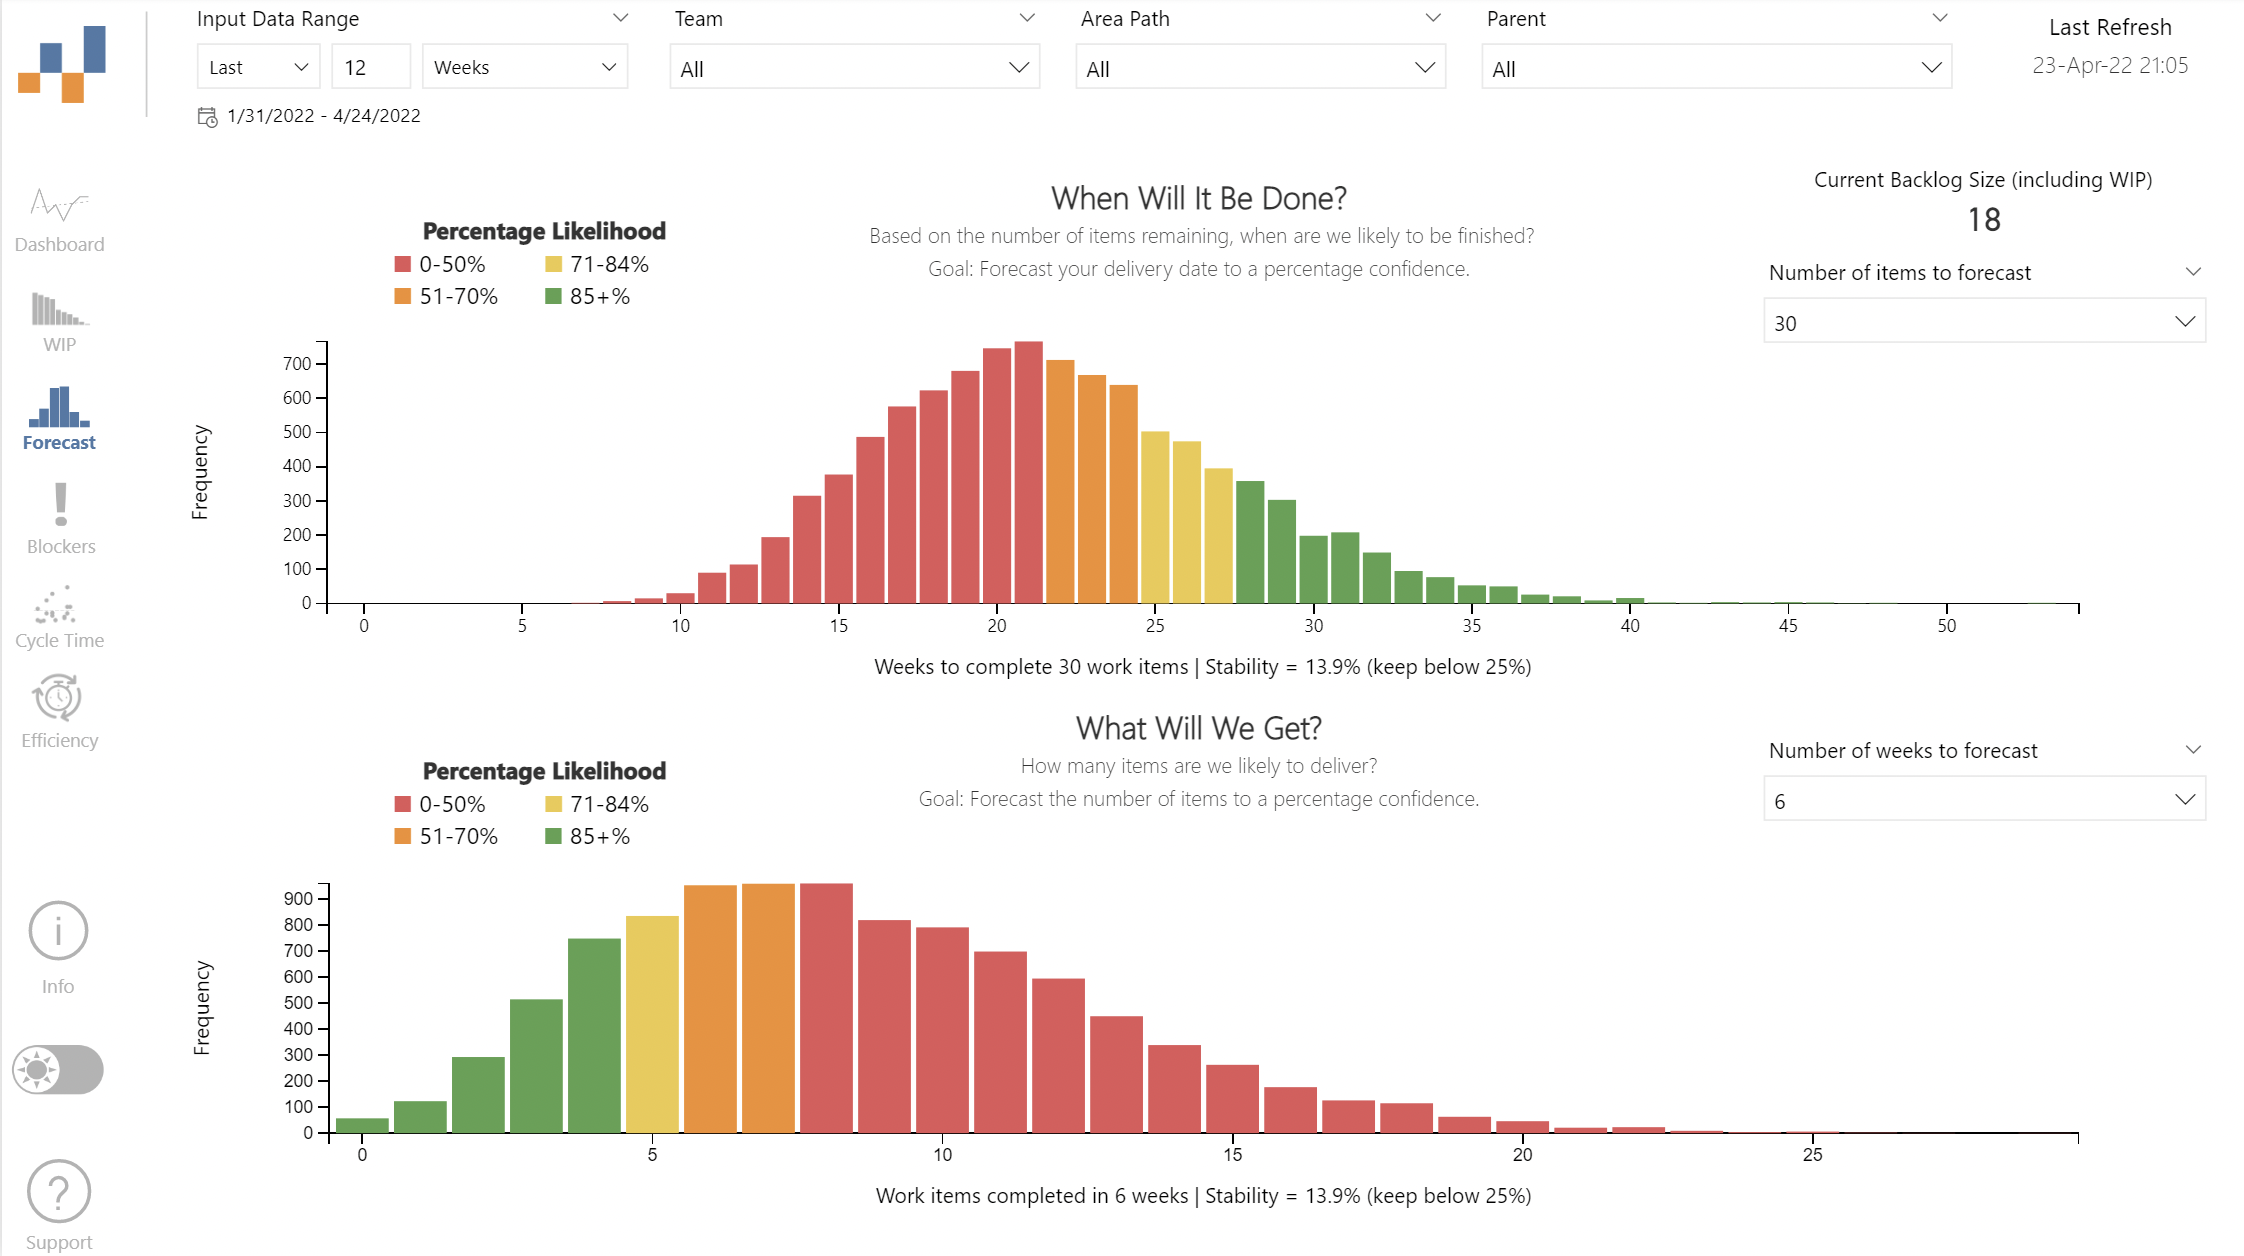 Input Data Range
Team
Area Path
Parent
Last Refresh
Last
12
Weeks
All
All
All
23-Apr-22 21:05
1/31/2022 - 4/24/2022
Dashboard
WIP
Forecast
Blockers
Cycle Time
Efficiency
Info
Support
When Will It Be Done?
Based on the number of items remaining, when are we likely to be finished?
Goal: Forecast your delivery date to a percentage confidence.
Current Backlog Size (including WIP)
18
Number of items to forecast
30
Percentage Likelihood
0-50%
71-84%
51-70%
85+%
Frequency
700
600
500
400
300
200
100
0
0
5
10
15
20
25
30
35
40
45
50
Weeks to complete 30 work items | Stability = 13.9% (keep below 25%)
What Will We Get?
How many items are we likely to deliver?
Goal: Forecast the number of items to a percentage confidence.
Number of weeks to forecast
6
Percentage Likelihood
0-50%
71-84%
51-70%
85+%
Frequency
900
800
700
600
500
400
300
200
100
0
0
5
10
15
20
25
Work items completed in 6 weeks | Stability = 13.9% (keep below 25%)